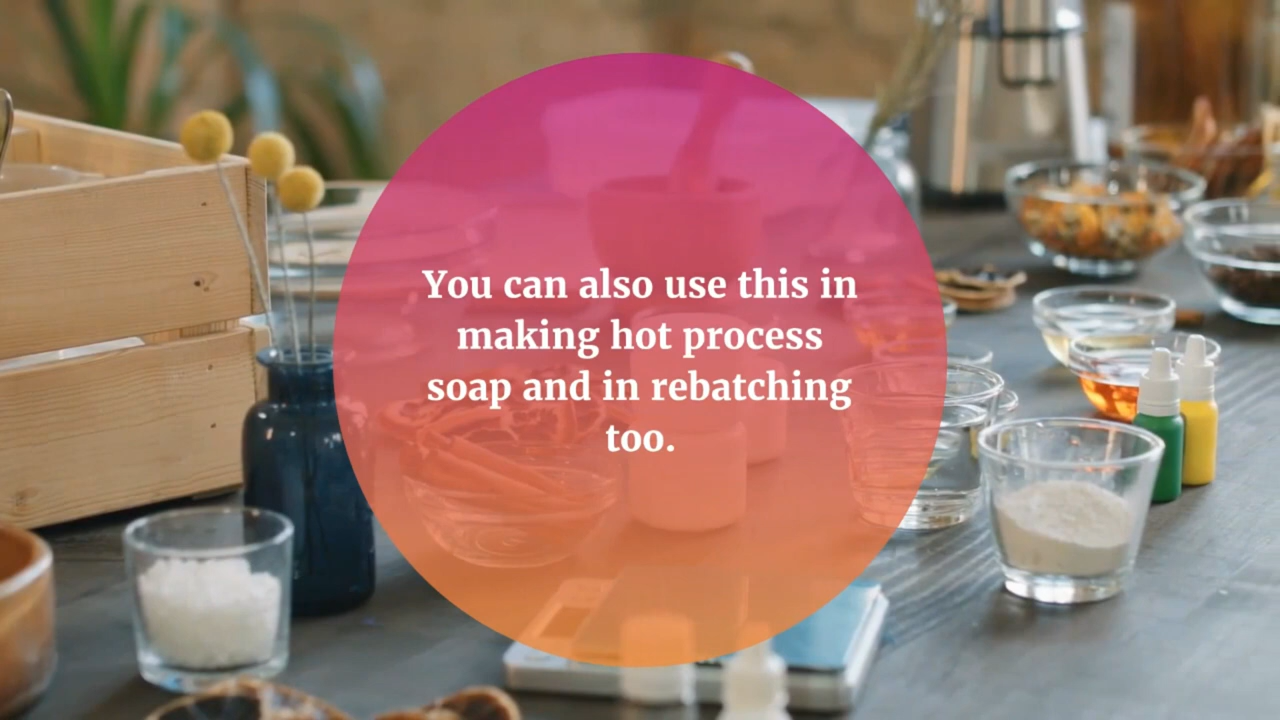 You can also use this in
making hot process
soap and in rebatching
too.